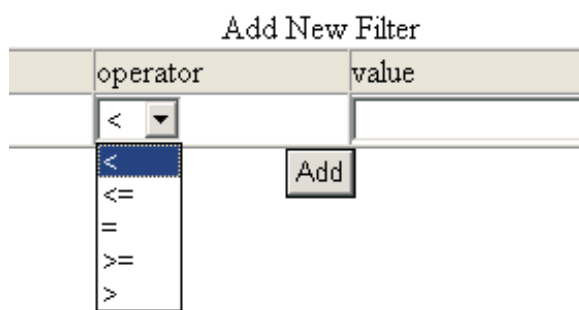 Add New Filter
operator value
<
<
Add
<=
=
>=
>